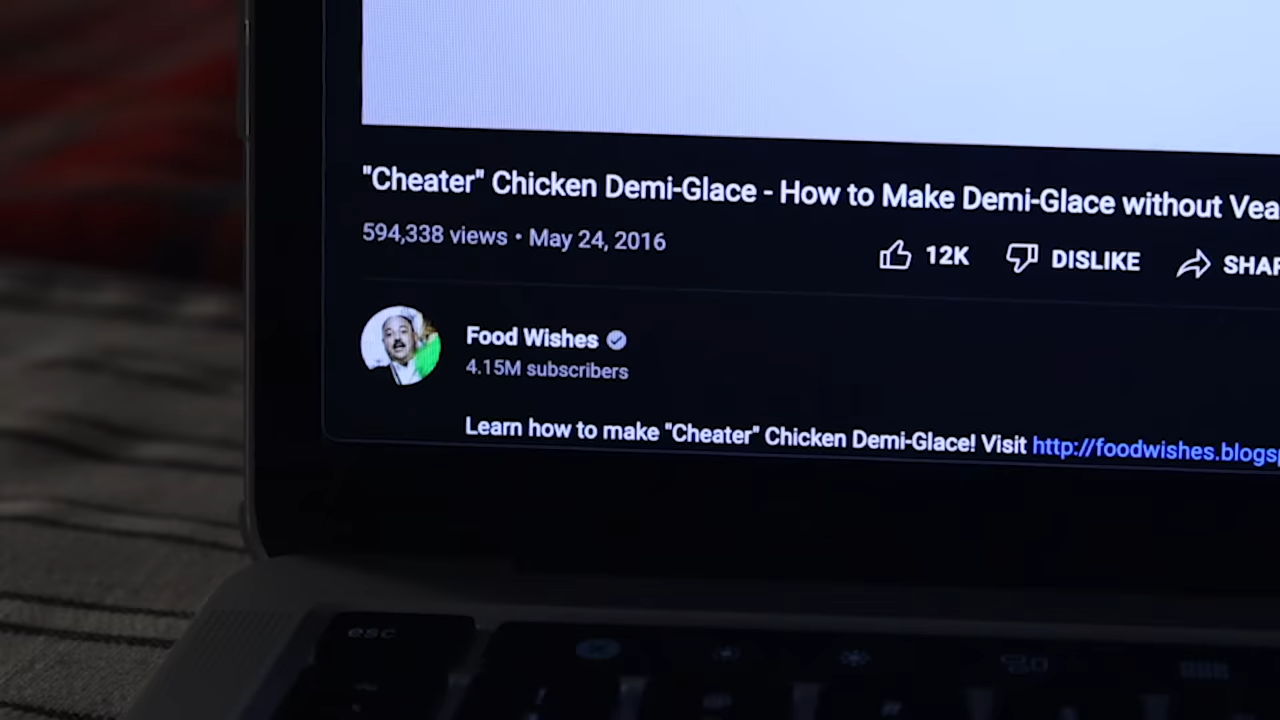 "Cheater" Chicken Demi-Glace - How to Make Demi-Glace without Vea
594,338 views • May 24, 2016
12K DISLIKE SHAR
Food Wishes
4.15M subscribers
Learn how to make "Cheater" Chicken Demi-Glace! Visit http://foodwishes.blogsp
esc